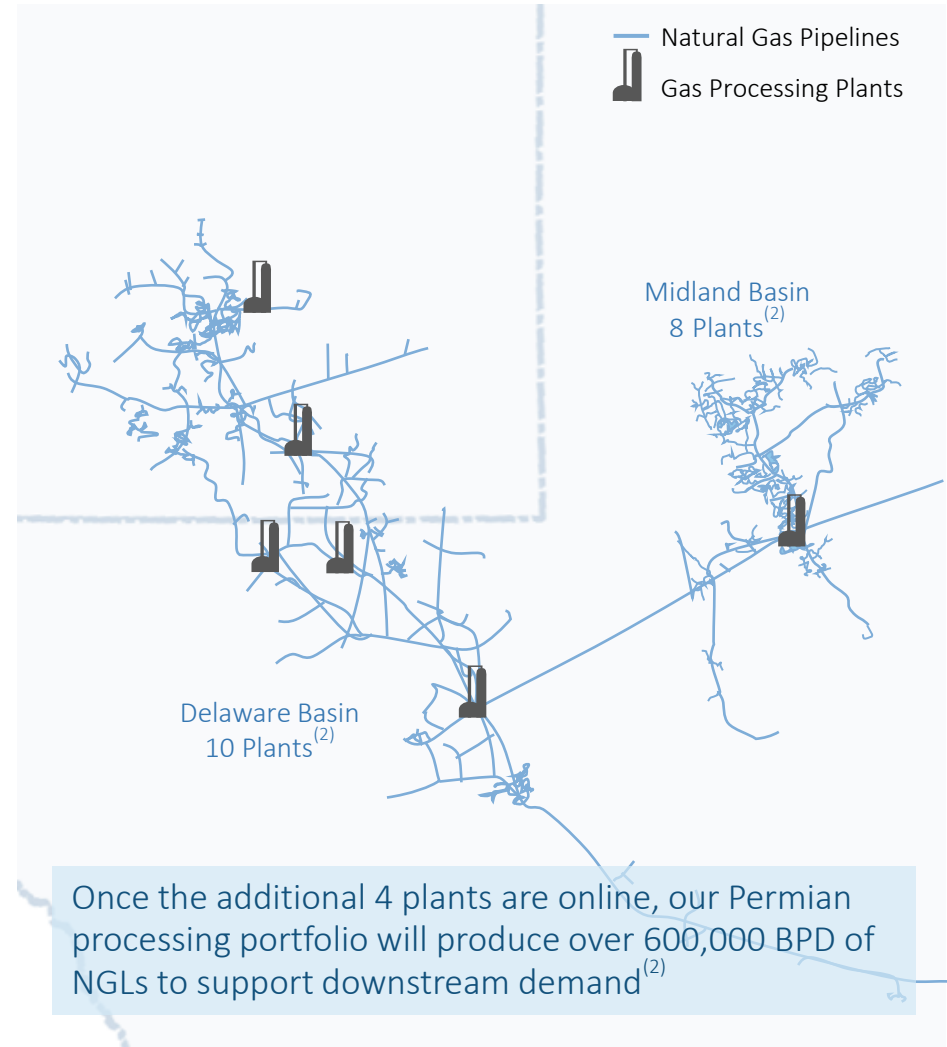 Natural Gas Pipelines
Gas Processing Plants
Midland Basin
8 Plants(2)
Delaware Basin
10 Plants(2)
Once the additional 4 plants are online, our Permian
processing portfolio will produce over 600,000 BPD of
NGLs to support downstream demand(2)